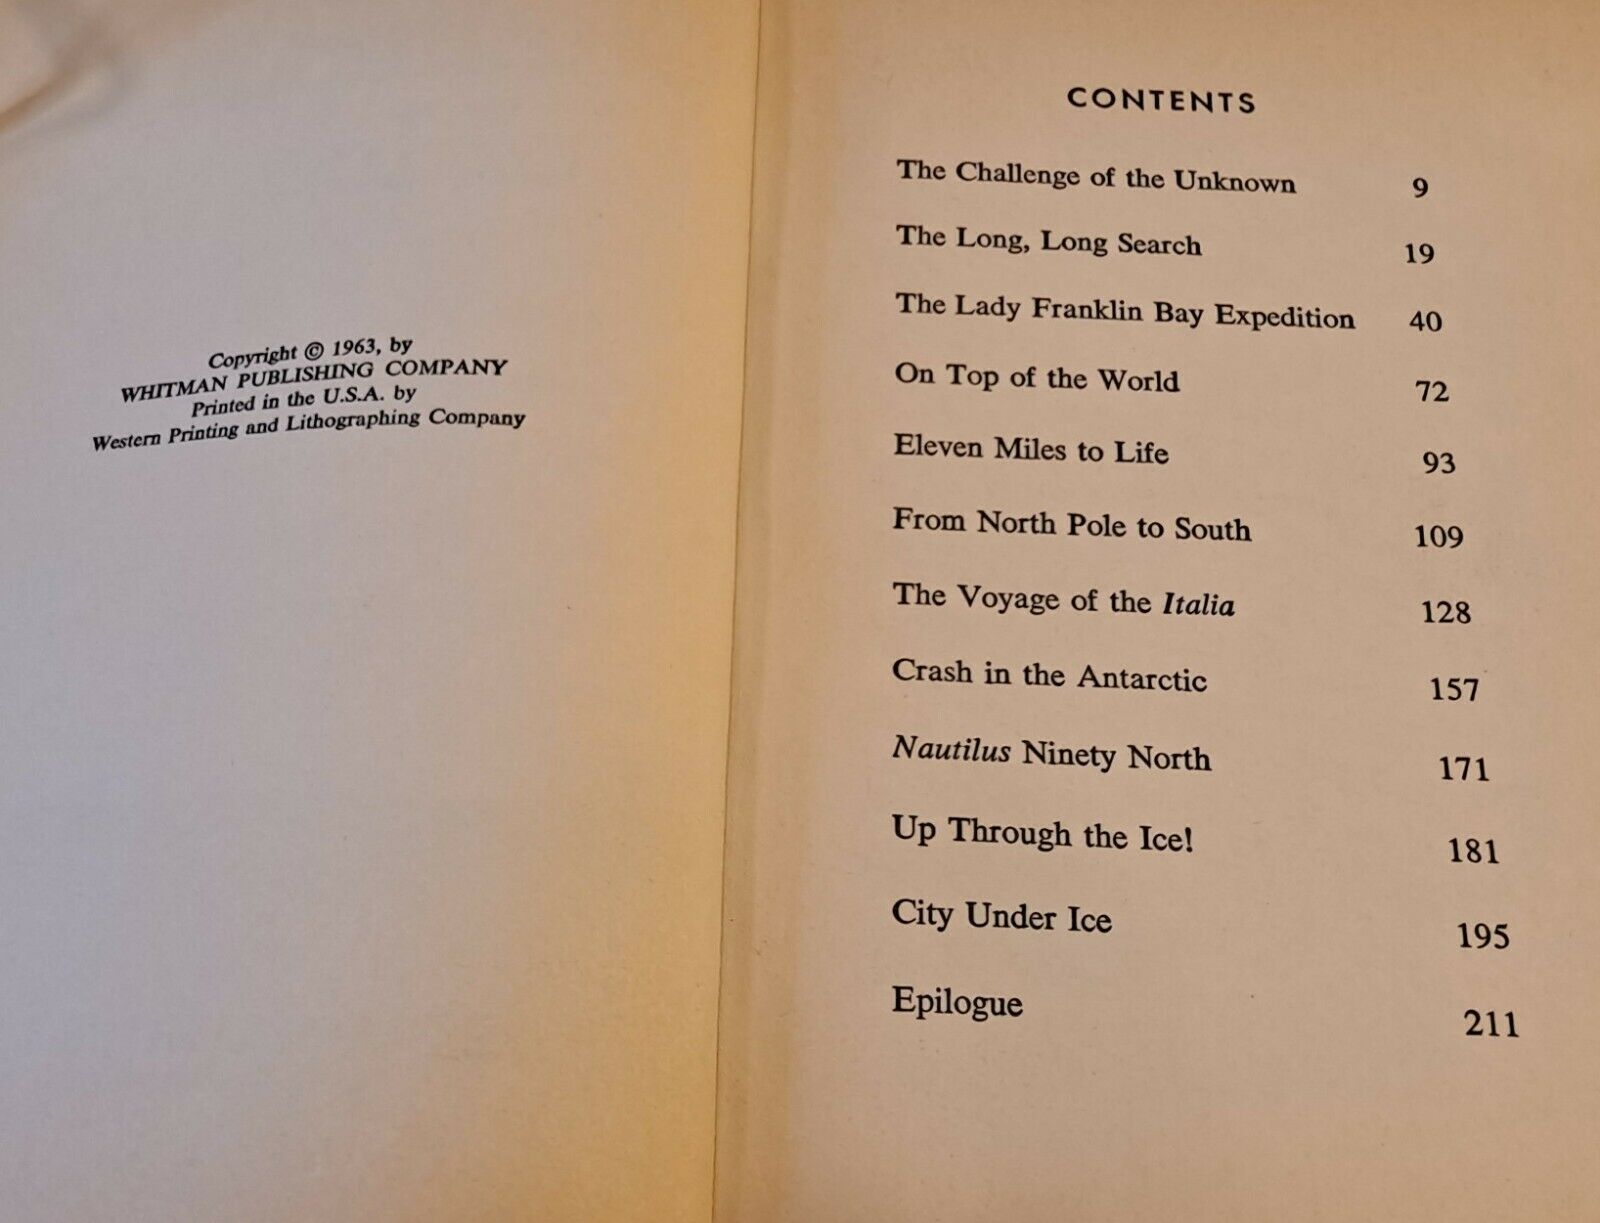 Copyright © 1963, by
WHITMAN PUBLISHING COMPANY
Printed in the U.S.A. by
Western Printing and Lithographing Company
CONTENTS
The Challenge of the Unknown 9
The Long, Long Search 19
The Lady Franklin Bay Expedition 40
On Top of the World 72
Eleven Miles to Life 93
From North Pole to South 109
The Voyage of the Italia 128
Crash in the Antarctic 157
Nautilus Ninety North 171
Up Through the Ice! 181
City Under Ice 195
Epilogue 211